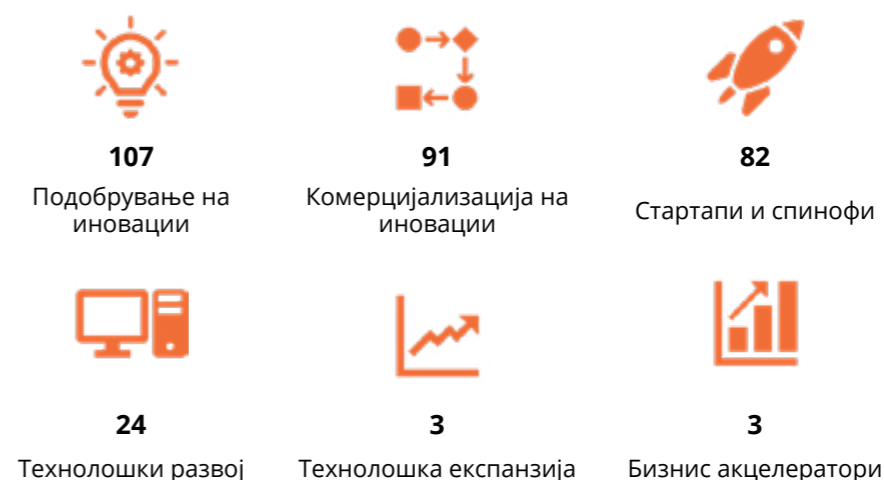 107
Подобрување на
иновации
91
Комерцијализација на
иновации
82
Стартапи и спинофи
24
Технолошки развој
3
Технолошка експанзија
3
Бизнис акцелератори